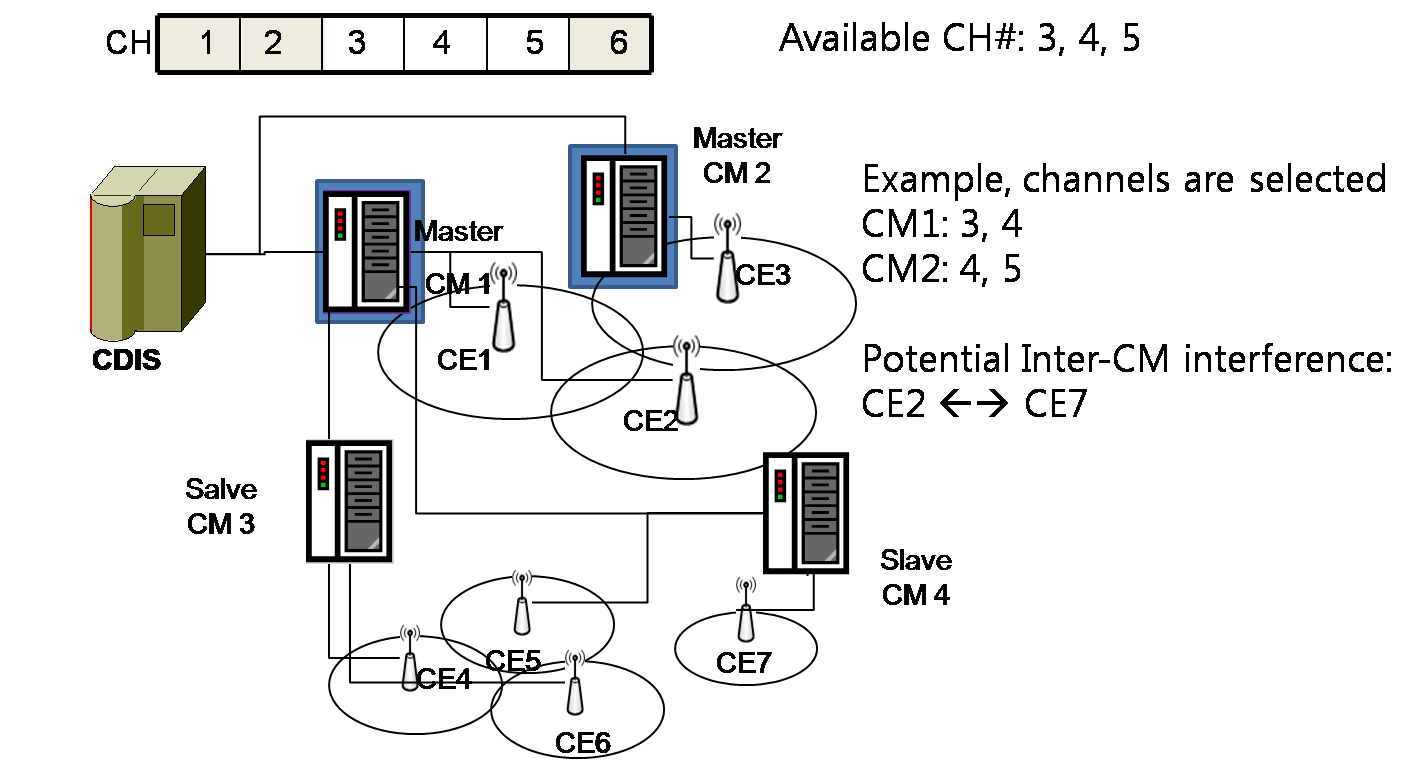 CH 1 2 3 4 5 6
Available CH#: 3, 4, 5
Master
CM 2
Example, channels are selected
CM1: 3, 4
CM2: 4, 5
Master
CM 1
CE3
CDIS
CE1
Potential Inter-CM interference:
CE2 ←→ CE7
CE2
Salve
CM 3
Slave
CM 4
CE5
CE7
CE4
CE6